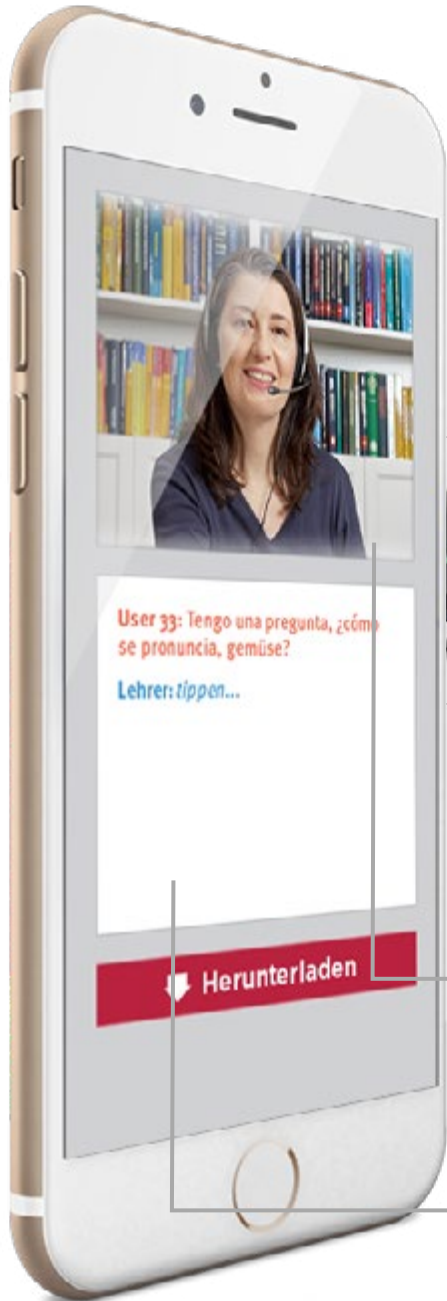 User 33: Tengo una pregunta, ¿cómo
se pronuncia, gemüse?
Lehrer: tippen...
Herunterladen